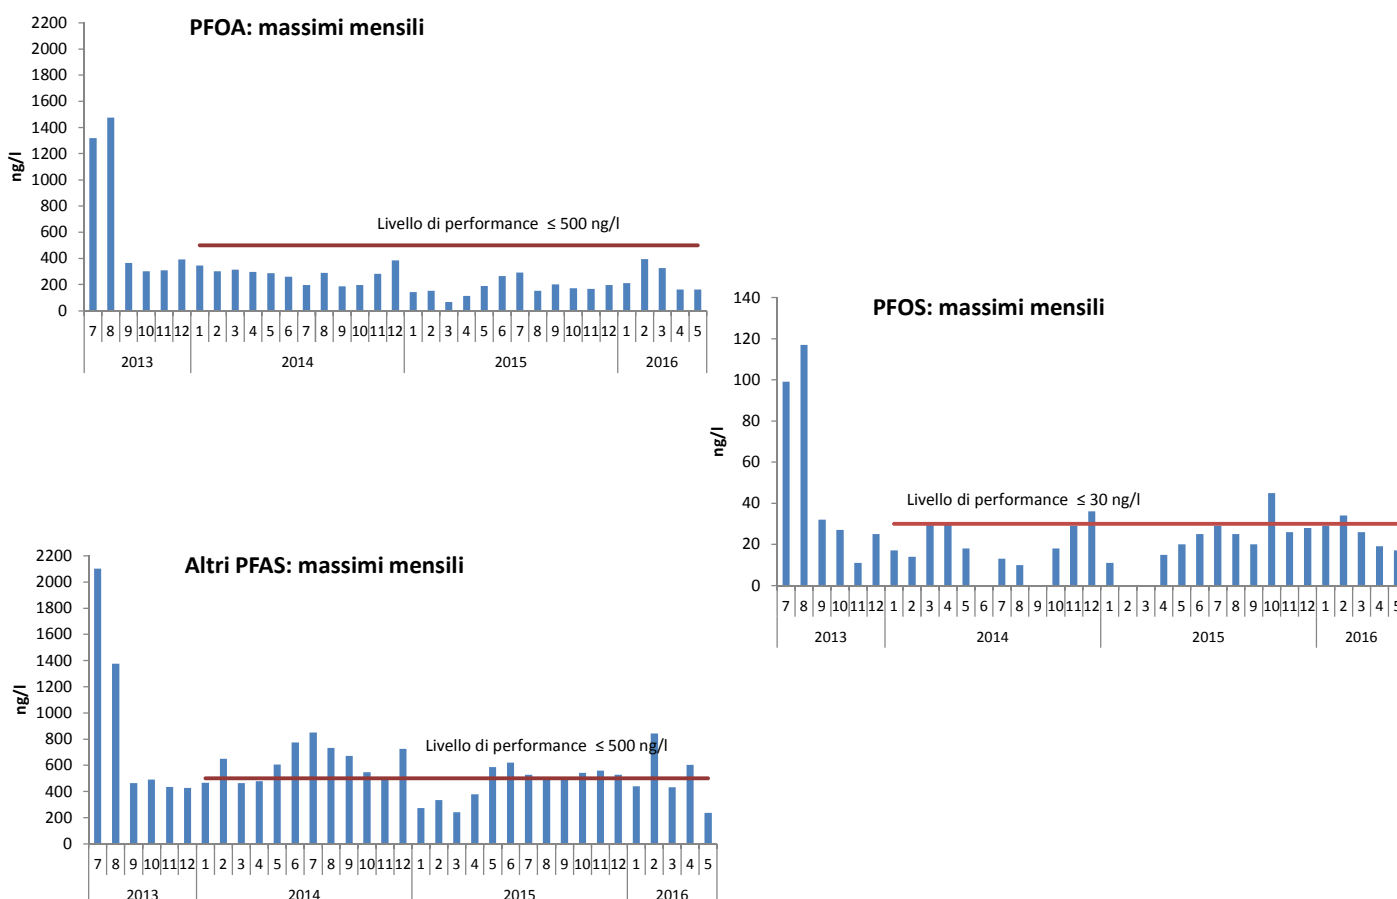 PFOA: massimi mensili
2200
2000
1800
1600
1400
1200
1000
800
600
400
200
0
ng/l
Livello di performance ≤ 500 ng/l
7 8 9 10 11 12 1 2 3 4 5 6 7 8 9 10 11 12 1 2 3 4 5 6 7 8 9 10 11 12 1 2 3 4 5
2013 2014 2015 2016
PFOS: massimi mensili
140
120
100
80
60
40
20
0
ng/l
Livello di performance ≤ 30 ng/l
7 8 9 10 11 12 1 2 3 4 5 6 7 8 9 10 11 12 1 2 3 4 5 6 7 8 9 10 11 12 1 2 3 4 5
2013 2014 2015 2016
Altri PFAS: massimi mensili
2200
2000
1800
1600
1400
1200
1000
800
600
400
200
0
ng/l
Livello di performance ≤ 500 ng/l
7 8 9 10 11 12 1 2 3 4 5 6 7 8 9 10 11 12 1 2 3 4 5 6 7 8 9 10 11 12 1 2 3 4 5
2013 2014 2015 2016